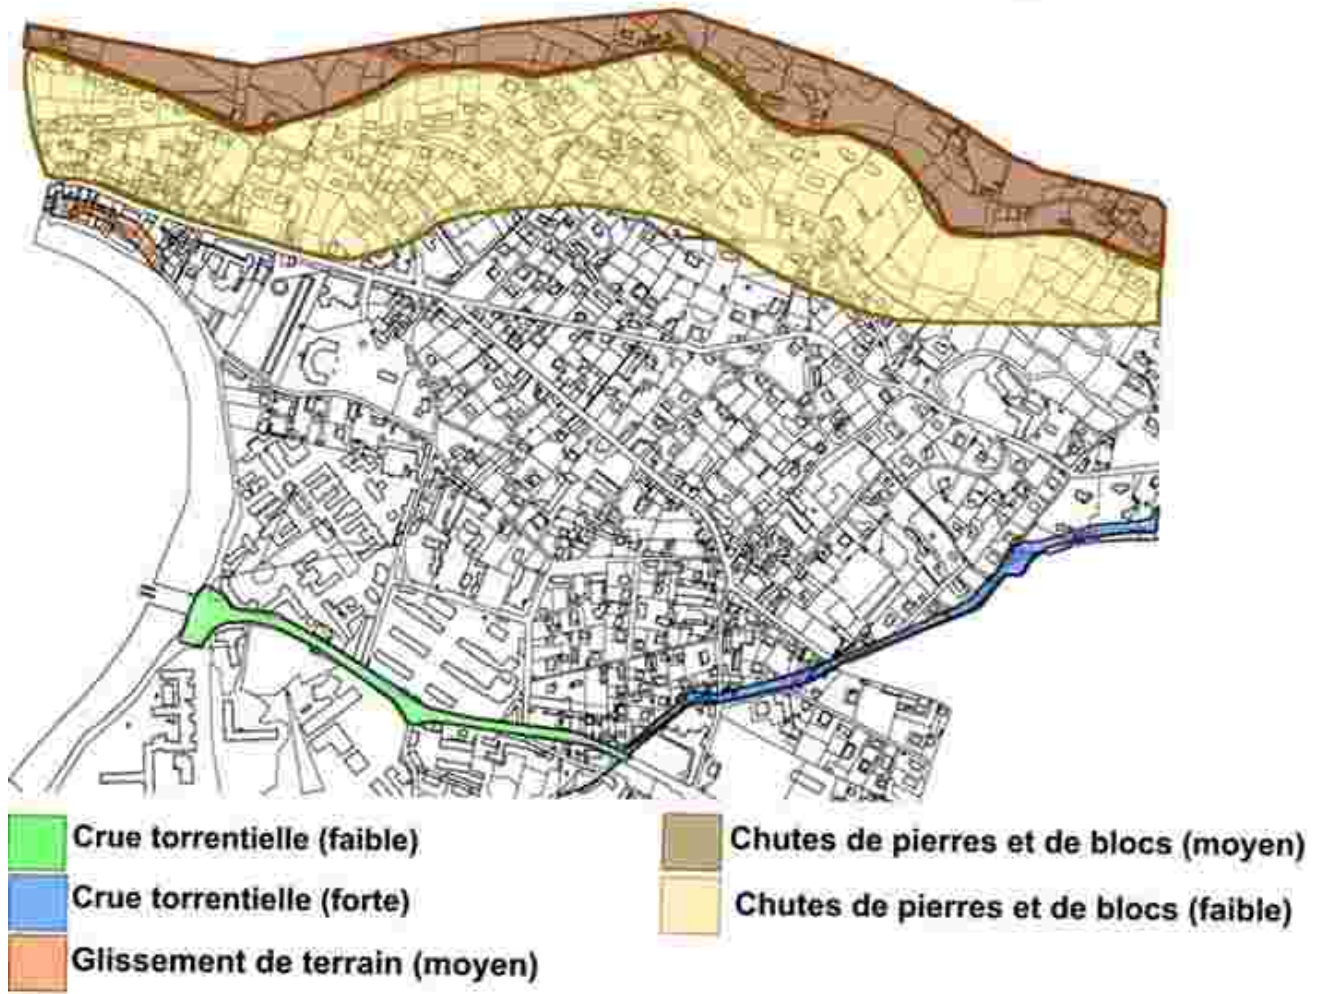 Crue torrentielle (faible)
Crue torrentielle (forte)
Glissement de terrain (moyen)
Chutes de pierres et de blocs (moyen)
Chutes de pierres et de blocs (faible)